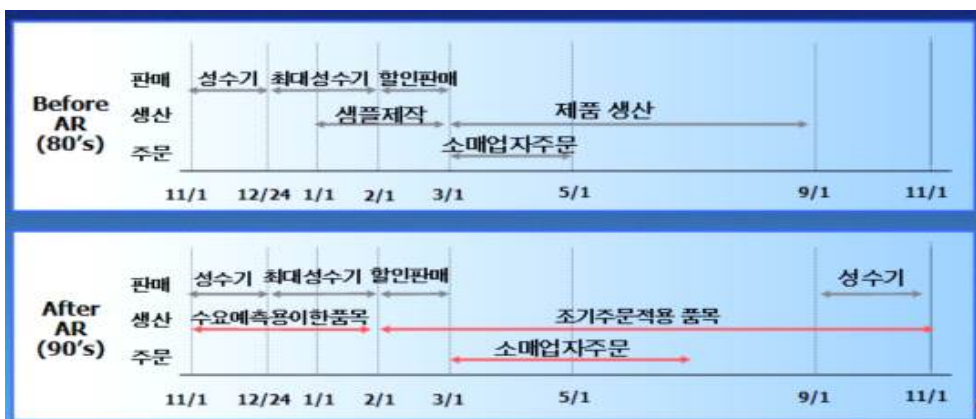 Before
AR
(80's)
판매 성수기 최대성수기 할인판매
생산 샘플제작 제품 생산
주문 소매업자주문
11/1 12/24 1/1 2/1 3/1 5/1 9/1 11/1
After
AR
(90's)
판매 성수기 최대성수기 할인판매 성수기
생산 수요예측용이한품목 조기주문적용 품목
주문 소매업자주문
11/1 12/24 1/1 2/1 3/1 5/1 9/1 11/1